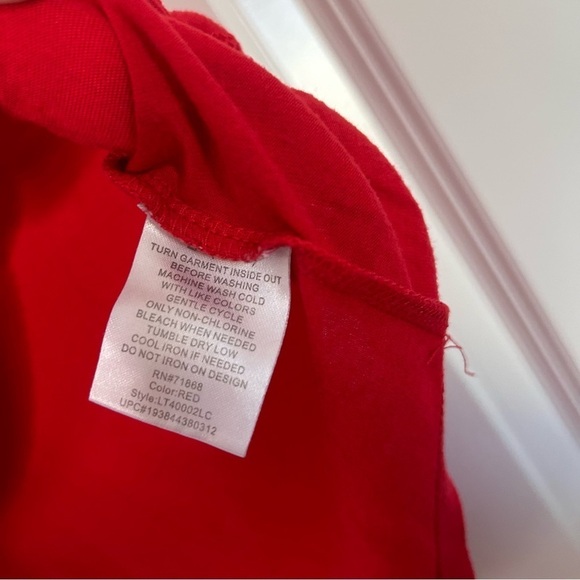 TURN GARMENT INSIDE OUT
BEFORE WASHING
MACHINE WASH COLD
WITH LIKE COLORS
GENTLE CYCLE
ONLY NON-CHLORINE
BLEACH WHEN NEEDED
TUMBLE DRY LOW
COOL IRON IF NEEDED
DO NOT IRON ON DESIGN
RN#71868
Color:RED
Style:LT40002LC
UPC#193844380312